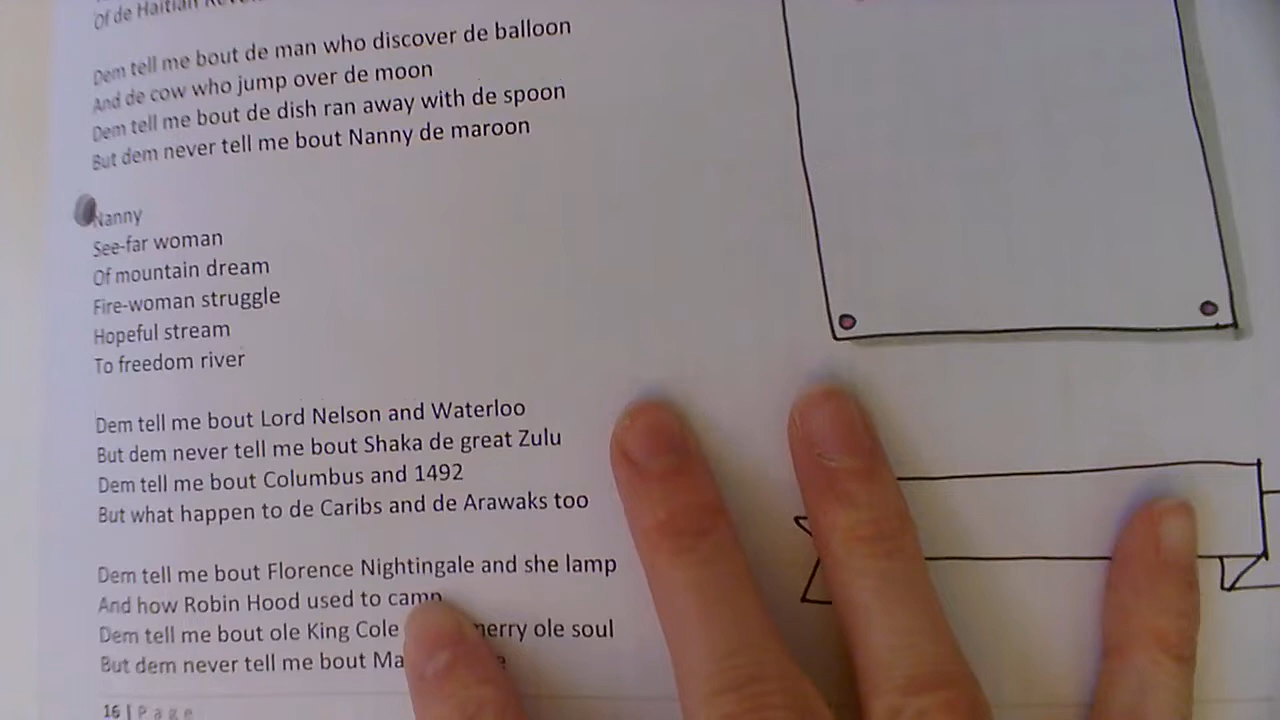 Of de Haitian
Dem tell me bout de man who discover de balloon
And de cow who jump over de moon
Dem tell me bout de dish ran away with de spoon
But dem never tell me bout Nanny de maroon
Nanny
See-far woman
Of mountain dream
Fire-woman struggle
Hopeful stream
To freedom river
Dem tell me bout Lord Nelson and Waterloo
But dem never tell me bout Shaka de great Zulu
Dem tell me bout Columbus and 1492
But what happen to de Caribs and de Arawaks too
Dem tell me bout Florence Nightingale and she lamp
And how Robin Hood used to camp
Dem tell me bout ole King Cole merry ole soul
But dem never tell me bout
16 | Page